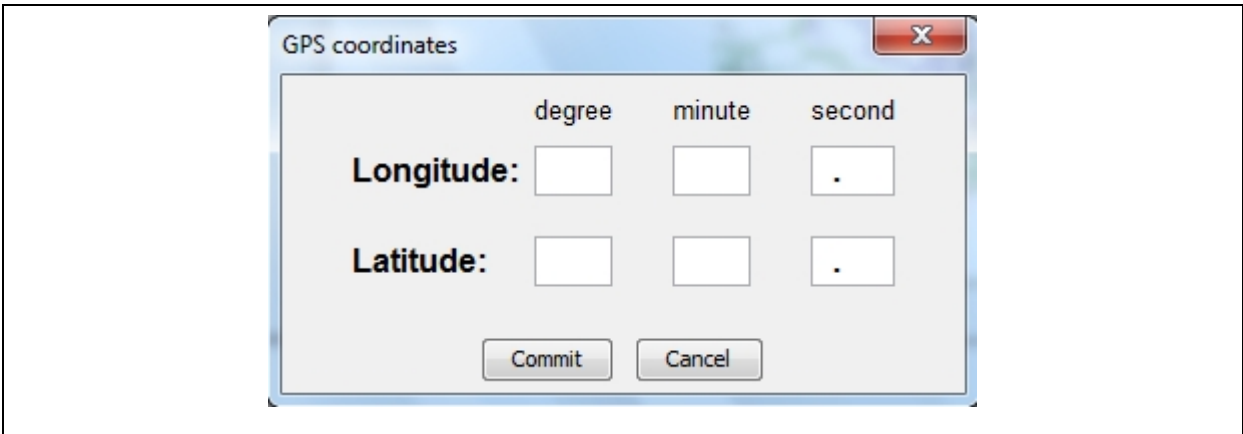 GPS coordinates
degree minute second
Longitude: .
Latitude: .
Commit Cancel